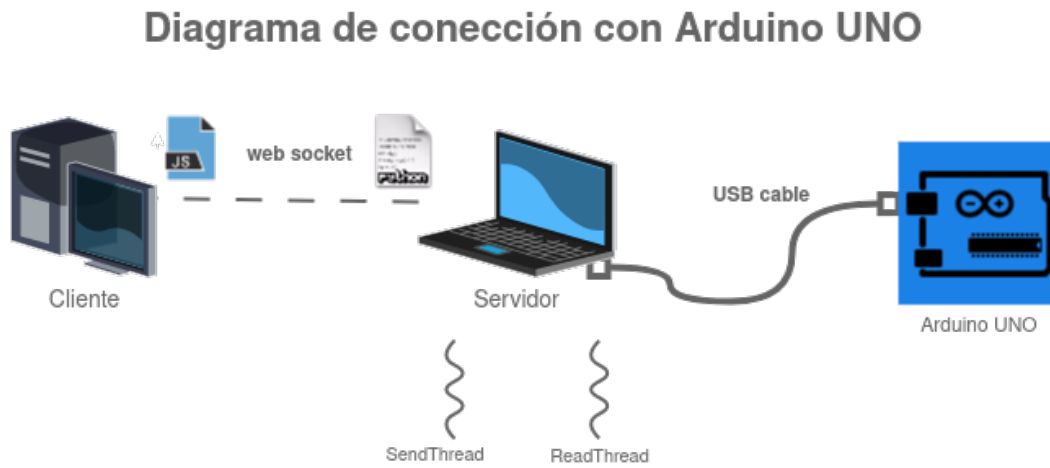 Diagrama de conección con Arduino UNO
JS
web socket
python
USB cable
Cliente
Servidor
Arduino UNO
SendThread
ReadThread